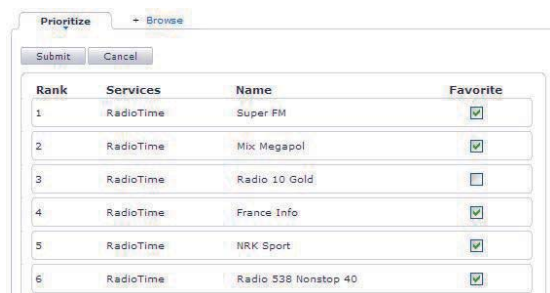 Prioritize + Browse
Submit Cancel
Rank Services Name Favorite
1 RadioTime Super FM
2 RadioTime Mix Megapol
3 RadioTime Radio 10 Gold
4 RadioTime France Info
5 RadioTime NRK Sport
6 RadioTime Radio 538 Nonstop 40